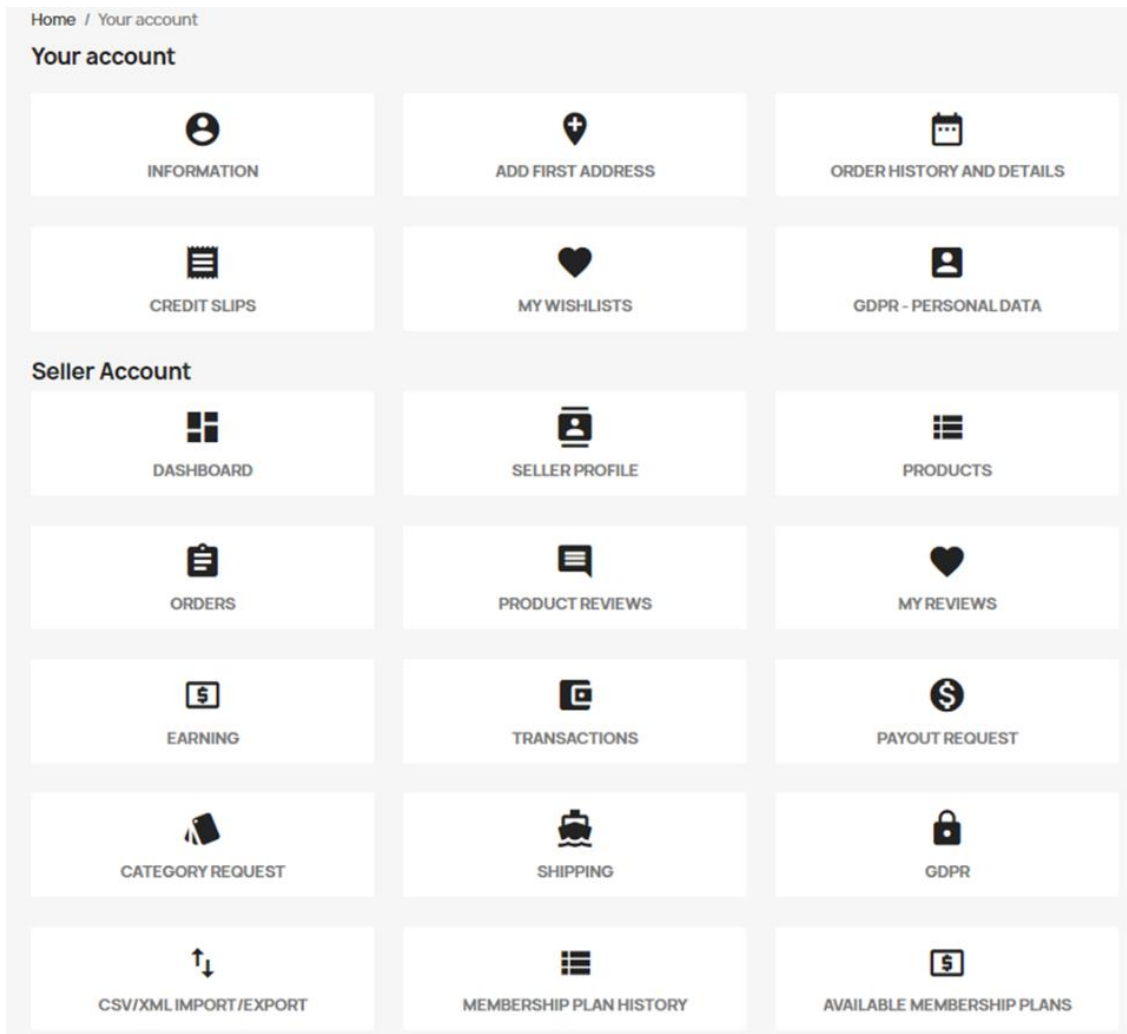 Home / Your account
Your account
INFORMATION
ADD FIRST ADDRESS
ORDER HISTORY AND DETAILS
CREDIT SLIPS
MY WISHLISTS
GDPR - PERSONAL DATA
Seller Account
DASHBOARD
SELLER PROFILE
PRODUCTS
ORDERS
PRODUCT REVIEWS
MY REVIEWS
EARNING
TRANSACTIONS
PAYOUT REQUEST
CATEGORY REQUEST
SHIPPING
GDPR
CSV/XML IMPORT/EXPORT
MEMBERSHIP PLAN HISTORY
AVAILABLE MEMBERSHIP PLANS